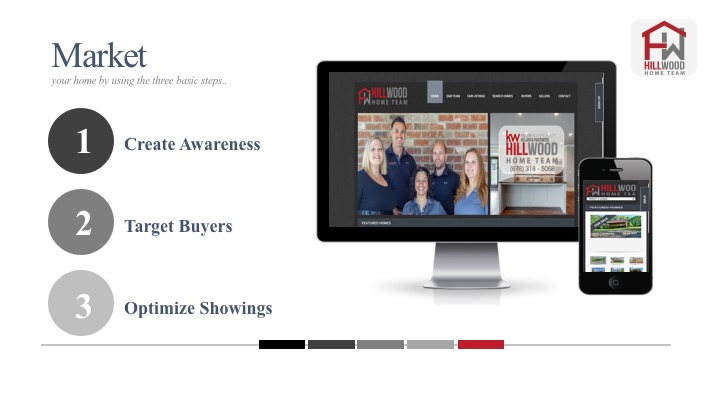 Market
your home by using the three basic steps..
1
Create Awareness
2
Target Buyers
3
Optimize Showings
HILLWOOD
HOME TEAM
HILLWOOD
HOME TEAM
HOME OUR TEAM OUR LISTINGS SEARCH HOMES BUYERS SELLERS CONTACT
kw
ATLANTA PARTNERS
HILLWOOD
HOME TEAM
(678) 318 - 5068
FEATURED HOMES
HILLWOOD
HOME TEAM
FEATURED HOMES